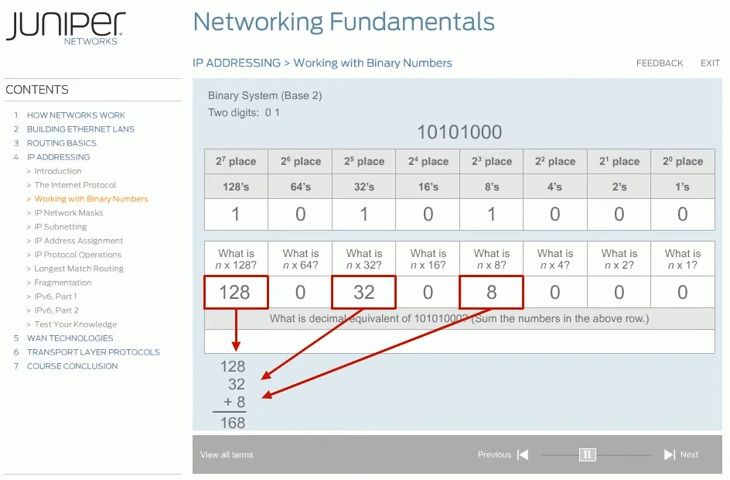 JUNIPER
NETWORKS
Networking Fundamentals
IP ADDRESSING > Working with Binary Numbers
FEEDBACK EXIT
CONTENTS
1 HOW NETWORKS WORK
2 BUILDING ETHERNET LANS
3 ROUTING BASICS
4 IP ADDRESSING
> Introduction
> The Internet Protocol
> Working with Binary Numbers
> IP Network Masks
> IP Subnetting
> IP Address Assignment
> IP Protocol Operations
> Longest Match Routing
> Fragmentation
> IPv6, Part 1
> IPv6, Part 2
> Test Your Knowledge
5 WAN TECHNOLOGIES
6 TRANSPORT LAYER PROTOCOLS
7 COURSE CONCLUSION
Binary System (Base 2)
Two digits: 0 1
10101000
2⁷ place 2⁶ place 2⁵ place 2⁴ place 2³ place 2² place 2¹ place 2⁰ place
128's 64's 32's 16's 8's 4's 2's 1's
1 0 1 0 1 0 0 0
What is What is What is What is What is What is What is What is
n x 128? n x 64? n x 32? n x 16? n x 8? n x 4? n x 2? n x 1?
128 0 32 0 8 0 0 0
What is decimal equivalent of 10101000? (Sum the numbers in the above row.)
128
32
+ 8
168
View all terms
Previous Next